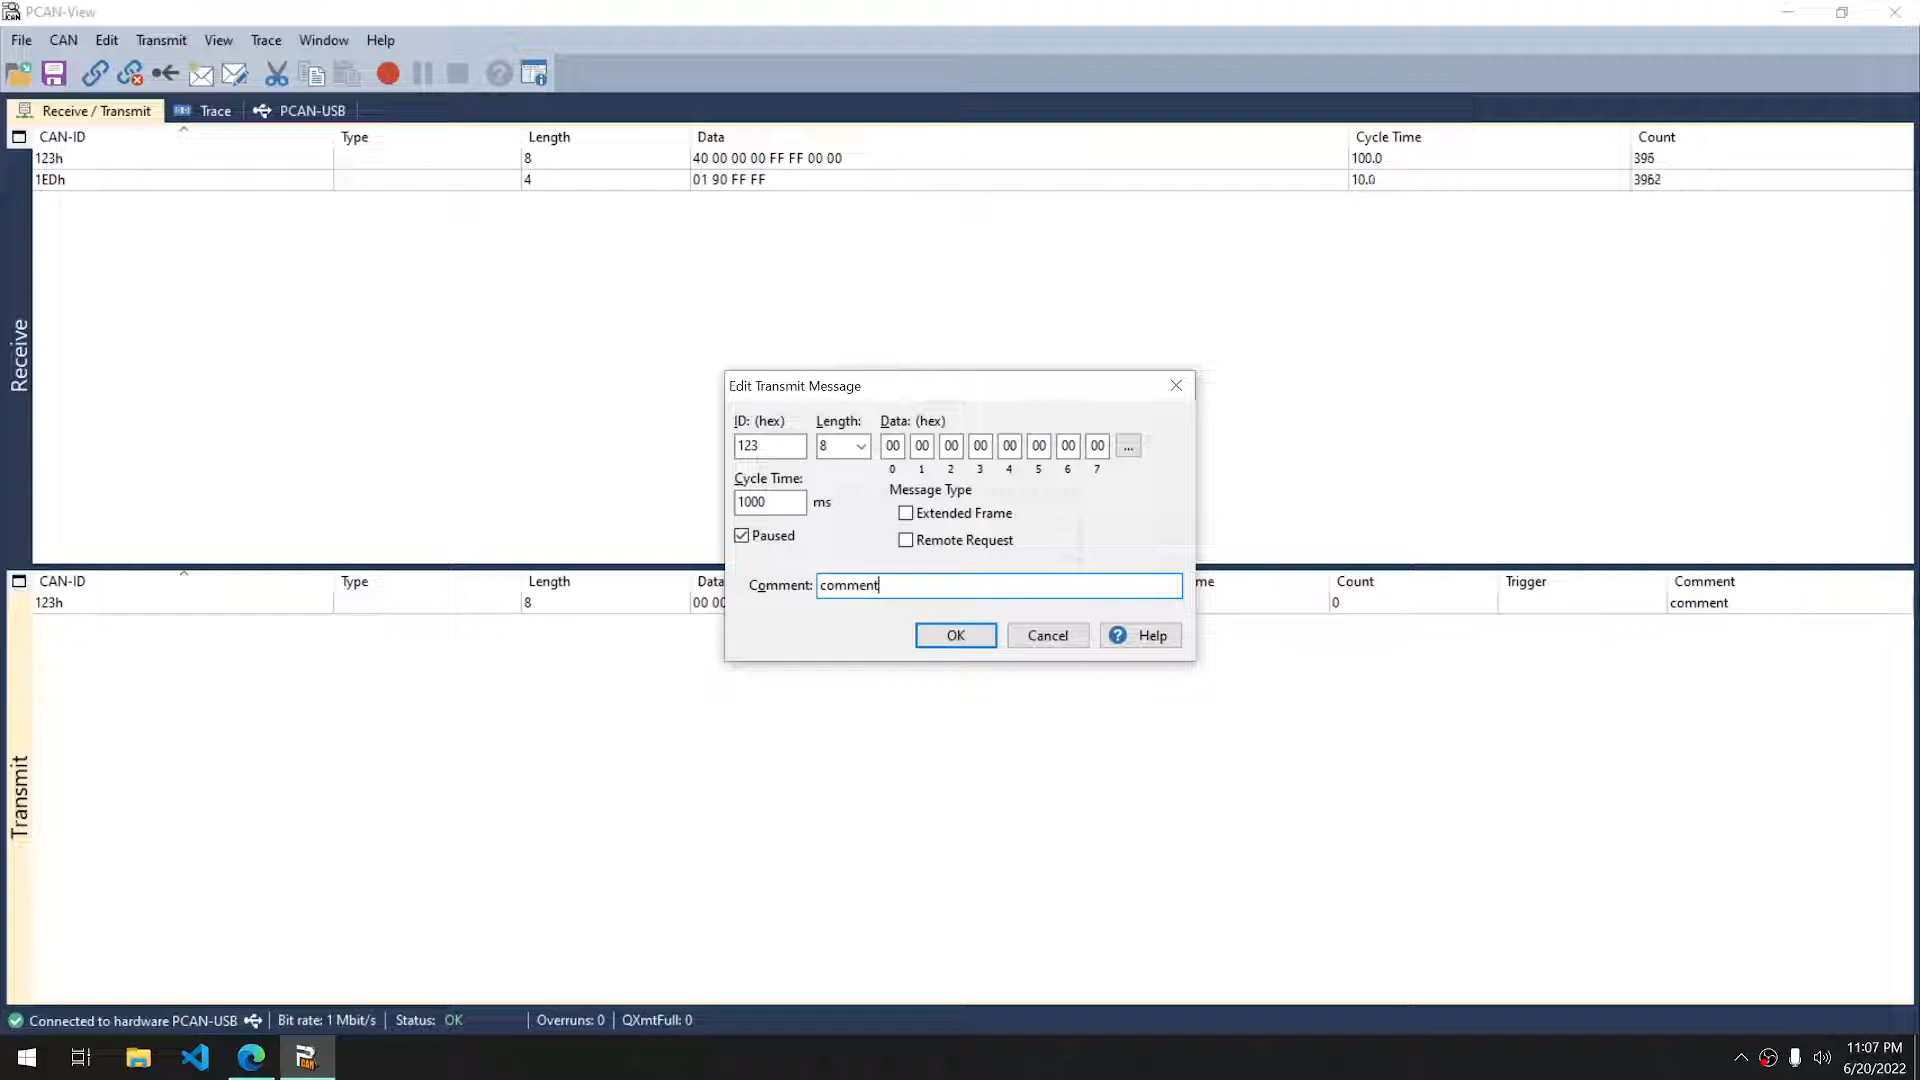 PCAN-View
File CAN Edit Transmit View Trace Window Help
Receive / Transmit Trace PCAN-USB
CAN-ID Type Length Data Cycle Time Count
123h 8 40 00 00 00 FF FF 00 00 100.0 396
1EDh 4 01 90 FF FF 10.0 3962
Receive
Edit Transmit Message
ID: (hex) Length: Data: (hex)
123 8 00 00 00 00 00 00 00 00 ...
0 1 2 3 4 5 6 7
Cycle Time: Message Type
1000 ms Extended Frame
Paused Remote Request
Comment: comment
OK Cancel Help
CAN-ID Type Length Data me Count Trigger Comment
123h 8 00 00 0 comment
Transmit
Connected to hardware PCAN-USB Bit rate: 1 Mbit/s Status: OK Overruns: 0 QXmtFull: 0
11:07 PM
6/20/2022